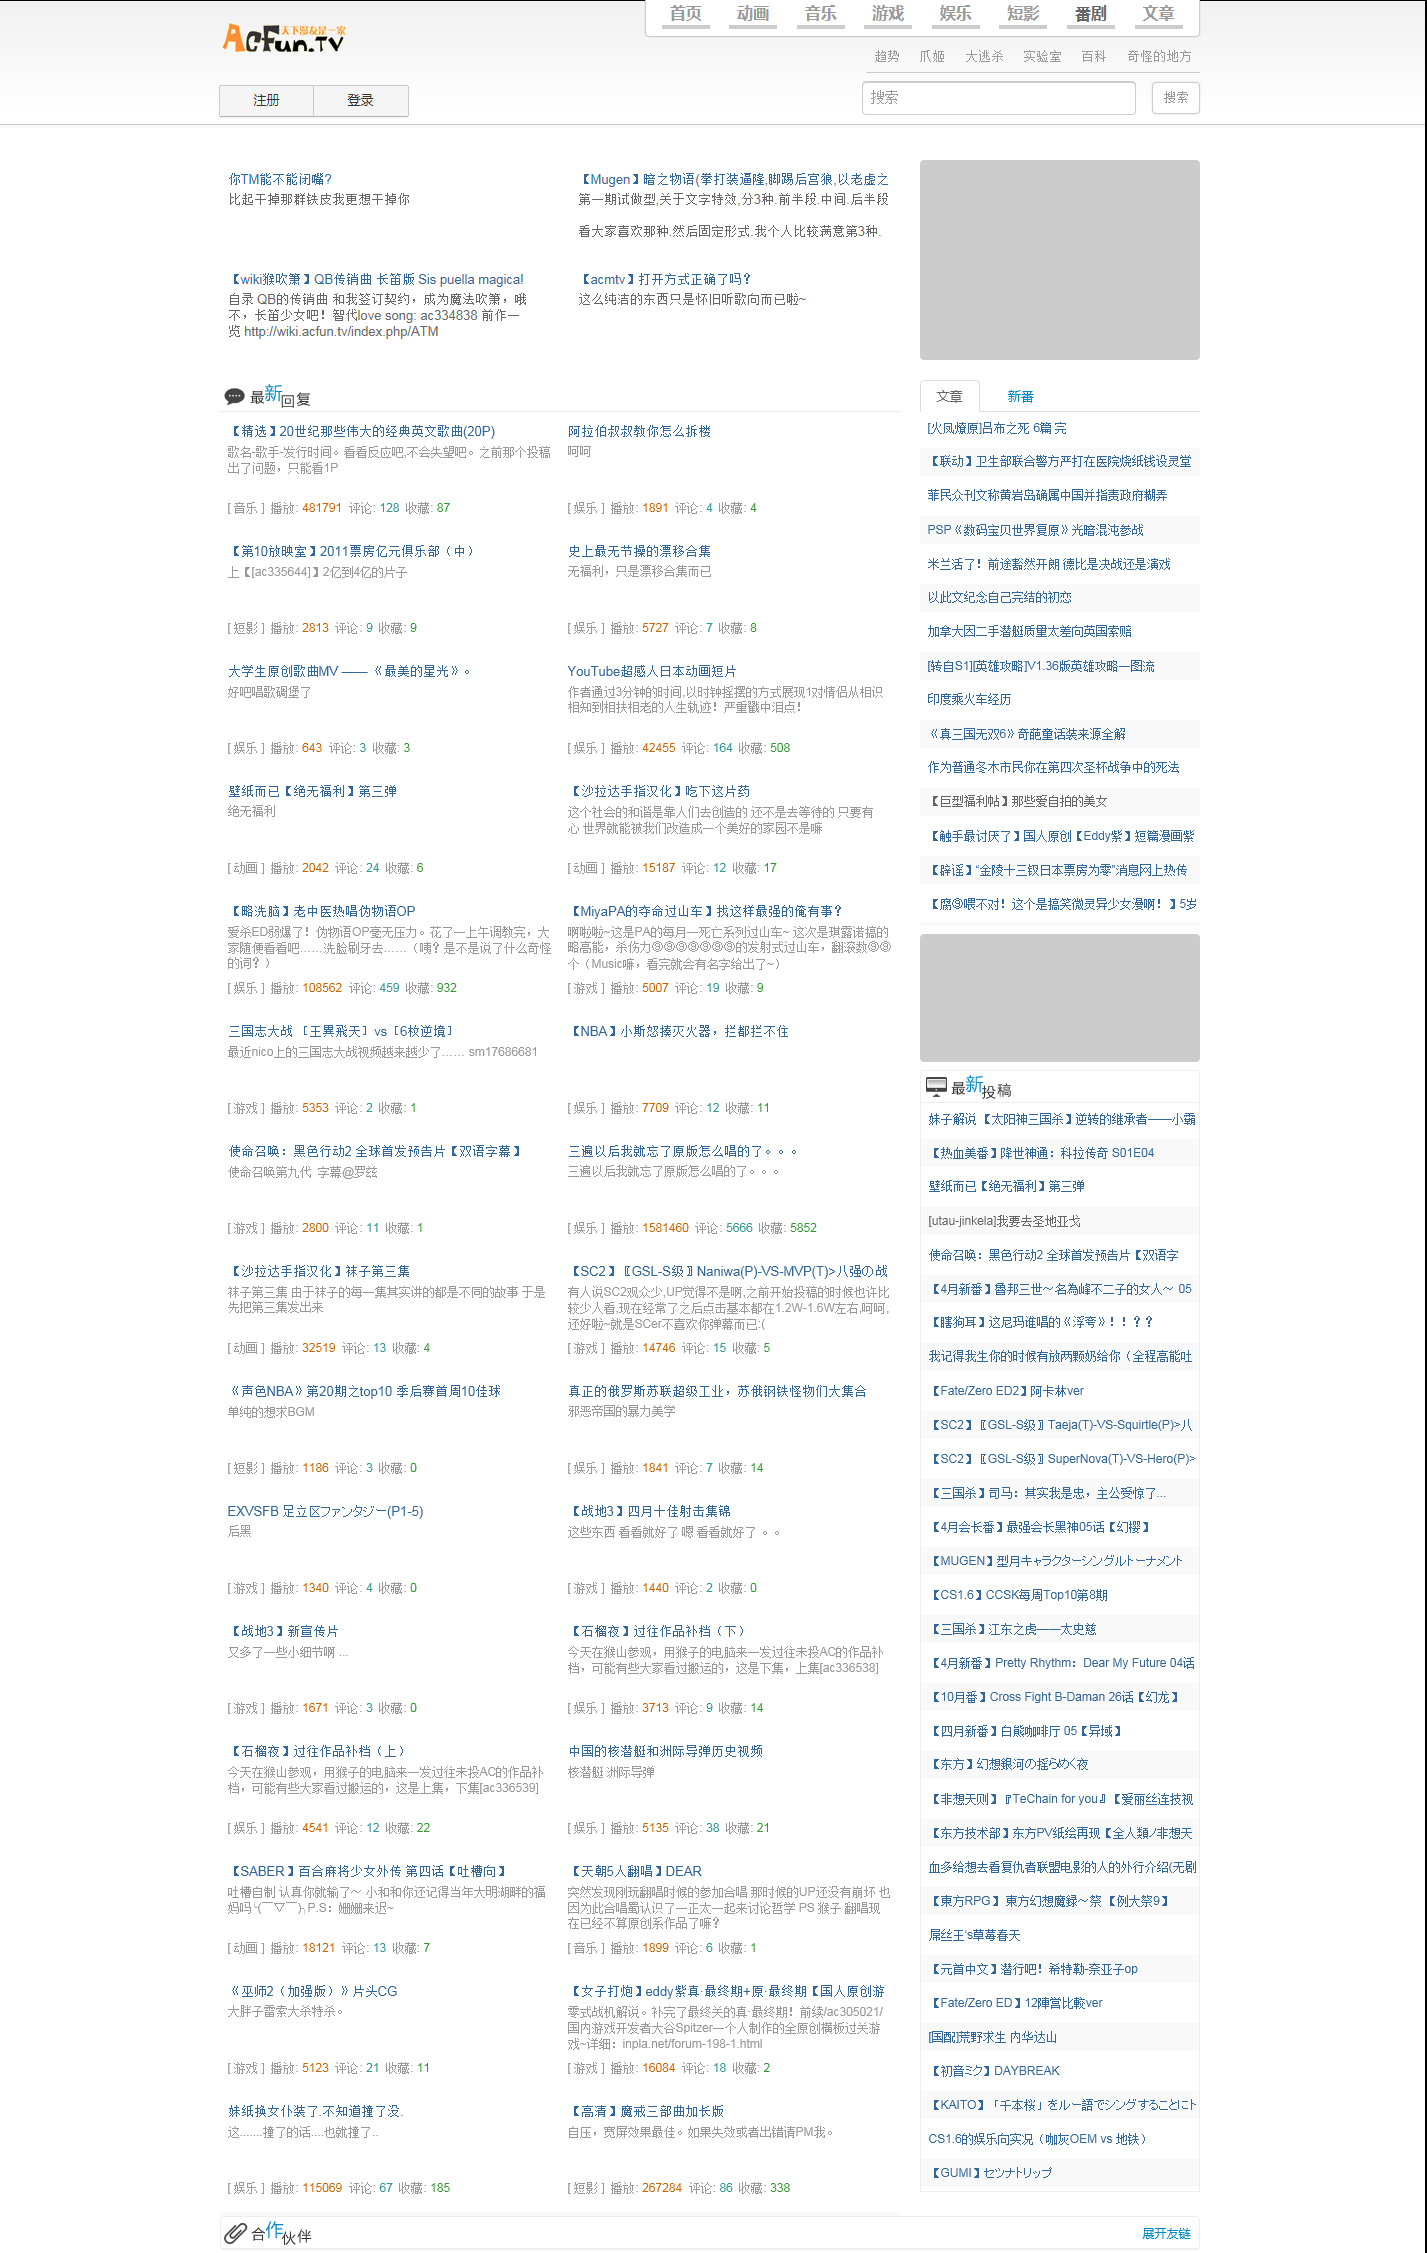 首页 动画 音乐 游戏 娱乐 短影 番剧 文章
AcFun.TV 天下漫友是一家
趋势 爪姬 大逃杀 实验室 百科 奇怪的地方
注册 登录
搜索 搜索
你TM能不能闭嘴?
比起干掉那群铁皮我更想干掉你
【Mugen】暗之物语(拳打装逼隆,脚踢后宫狼,以老虚之
第一期试做型,关于文字特效,分3种.前半段.中间.后半段
看大家喜欢那种.然后固定形式.我个人比较满意第3种.
【wiki猴吹箫】QB传销曲 长笛版 Sis puella magica!
自录 QB的传销曲 和我签订契约，成为魔法吹箫，哦
不，长笛少女吧！智代love song: ac334838 前作一
览 http://wiki.acfun.tv/index.php/ATM
【acmtv】打开方式正确了吗？
这么纯洁的东西只是怀旧听歌向而已啦~
最新回复
【精选】20世纪那些伟大的经典英文歌曲(20P)
歌名-歌手-发行时间。看看反应吧,不会失望吧。之前那个投稿
出了问题，只能看1P
[ 音乐 ] 播放: 481791 评论: 128 收藏: 87
阿拉伯叔叔教你怎么拆楼
呵呵
[ 娱乐 ] 播放: 1891 评论: 4 收藏: 4
【第10放映室】2011票房亿元俱乐部（中）
上【[ac335644]】2亿到4亿的片子
[ 短影 ] 播放: 2813 评论: 9 收藏: 9
史上最无节操的漂移合集
无福利，只是漂移合集而已
[ 娱乐 ] 播放: 5727 评论: 7 收藏: 8
大学生原创歌曲MV ——《最美的星光》。
好吧唱歌碉堡了
[ 娱乐 ] 播放: 643 评论: 3 收藏: 3
YouTube超感人日本动画短片
作者通过3分钟的时间,以时钟摇摆的方式展现1对情侣从相识
相知到相扶相老的人生轨迹！严重戳中泪点！
[ 娱乐 ] 播放: 42455 评论: 164 收藏: 508
壁纸而已【绝无福利】第三弹
绝无福利
[ 动画 ] 播放: 2042 评论: 24 收藏: 6
【沙拉达手指汉化】吃下这片药
这个社会的和谐是靠人们去创造的 还不是去等待的 只要有
心 世界就能被我们改造成一个美好的家园不是嘛
[ 动画 ] 播放: 15187 评论: 12 收藏: 17
【略洗脑】老中医热唱伪物语OP
爱杀ED弱爆了！伪物语OP毫无压力。花了一上午调教完，大
家随便看看吧……洗脸刷牙去……（咦？是不是说了什么奇怪
的词？）
[ 娱乐 ] 播放: 108562 评论: 459 收藏: 932
【MiyaPA的夺命过山车】找这样最强的俺有事？
啊啦啦~这是PA的每月一死亡系列过山车~ 这次是琪露诺搞的
略高能，杀伤力⑨⑨⑨⑨⑨⑨⑨的发射式过山车，翻滚数⑨⑨
个（Music嘛，看完就会有名字给出了~）
[ 游戏 ] 播放: 5007 评论: 19 收藏: 9
三国志大战 〔王異飛天〕vs〔6枚逆境〕
最近nico上的三国志大战视频越来越少了…… sm17686681
[ 游戏 ] 播放: 5353 评论: 2 收藏: 1
【NBA】小斯怒揍灭火器，拦都拦不住
[ 娱乐 ] 播放: 7709 评论: 12 收藏: 11
使命召唤：黑色行动2 全球首发预告片【双语字幕】
使命召唤第九代 字幕@罗兹
[ 游戏 ] 播放: 2800 评论: 11 收藏: 1
三遍以后我就忘了原版怎么唱的了。。。
三遍以后我就忘了原版怎么唱的了。。。
[ 娱乐 ] 播放: 1581460 评论: 5666 收藏: 5852
【沙拉达手指汉化】袜子第三集
袜子第三集 由于袜子的每一集其实讲的都是不同的故事 于是
先把第三集发出来
[ 动画 ] 播放: 32519 评论: 13 收藏: 4
【SC2】〖GSL-S级〗Naniwa(P)-VS-MVP(T)>八强の战
有人说SC2观众少,UP觉得不是啊,之前开始投稿的时候也许比
较少人看,现在经常了之后点击基本都在1.2W-1.6W左右,呵呵,
还好啦~就是SCer不喜欢你弹幕而已:(
[ 游戏 ] 播放: 14746 评论: 15 收藏: 5
《声色NBA》第20期之top10 季后赛首周10佳球
单纯的想求BGM
[ 短影 ] 播放: 1186 评论: 3 收藏: 0
真正的俄罗斯苏联超级工业，苏俄钢铁怪物们大集合
邪恶帝国的暴力美学
[ 娱乐 ] 播放: 1841 评论: 7 收藏: 14
EXVSFB 足立区ファンタジー(P1-5)
后黑
[ 游戏 ] 播放: 1340 评论: 4 收藏: 0
【战地3】四月十佳射击集锦
这些东西 看看就好了 嗯 看看就好了 。。
[ 游戏 ] 播放: 1440 评论: 2 收藏: 0
【战地3】新宣传片
又多了一些小细节啊 ...
[ 游戏 ] 播放: 1671 评论: 3 收藏: 0
【石榴夜】过往作品补档（下）
今天在猴山参观，用猴子的电脑来一发过往未投AC的作品补
档，可能有些大家看过搬运的，这是下集，上集[ac336538]
[ 娱乐 ] 播放: 3713 评论: 9 收藏: 14
【石榴夜】过往作品补档（上）
今天在猴山参观，用猴子的电脑来一发过往未投AC的作品补
档，可能有些大家看过搬运的，这是上集，下集[ac336539]
[ 娱乐 ] 播放: 4541 评论: 12 收藏: 22
中国的核潜艇和洲际导弹历史视频
核潜艇 洲际导弹
[ 娱乐 ] 播放: 5135 评论: 38 收藏: 21
【SABER】百合麻将少女外传 第四话【吐槽向】
吐槽自制 认真你就输了～ 小和和你还记得当年大明湖畔的福
妈吗╰(￣▽￣)╮P.S：姗姗来迟~
[ 动画 ] 播放: 18121 评论: 13 收藏: 7
【天朝5人翻唱】DEAR
突然发现刚玩翻唱时候的参加合唱 那时候的UP还没有崩坏 也
因为此合唱蜀认识了一正太一起来讨论哲学 PS 猴子 翻唱现
在已经不算原创系作品了嘛？
[ 音乐 ] 播放: 1899 评论: 6 收藏: 1
《巫师2（加强版）》片头CG
大胖子雷索大杀特杀。
[ 游戏 ] 播放: 5123 评论: 21 收藏: 11
【女子打炮】eddy紫真·最终期+原·最终期【国人原创游
零式战机解说。补完了最终关的真·最终期！前续/ac305021/
国内游戏开发者大谷Spitzer一个人制作的全原创横板过关游
戏~详细：inpla.net/forum-198-1.html
[ 游戏 ] 播放: 16084 评论: 18 收藏: 2
妹纸换女仆装了.不知道撞了没.
这.......撞了的话....也就撞了..
[ 娱乐 ] 播放: 115069 评论: 67 收藏: 185
【高清】魔戒三部曲加长版
自压，宽屏效果最佳。如果失效或者出错请PM我。
[ 短影 ] 播放: 267284 评论: 86 收藏: 338
文章 新番
[火凤燎原]吕布之死 6篇 完
【联动】卫生部联合警方严打在医院烧纸钱设灵堂
菲民众刊文称黄岩岛确属中国并指责政府糊弄
PSP《数码宝贝世界复原》光暗混沌参战
米兰活了！前途豁然开朗 德比是决战还是演戏
以此文纪念自己完结的初恋
加拿大因二手潜艇质量太差向英国索赔
[转自S1][英雄攻略]V1.36版英雄攻略—图流
印度乘火车经历
《真三国无双6》奇葩童话装来源全解
作为普通冬木市民你在第四次圣杯战争中的死法
【巨型福利帖】那些爱自拍的美女
【触手最讨厌了】国人原创【Eddy紫】短篇漫画紫
【辟谣】“金陵十三钗日本票房为零”消息网上热传
【腐⑨喂不对！这个是搞笑微灵异少女漫啊！】5岁
最新投稿
妹子解说 【太阳神三国杀】逆转的继承者——小霸
【热血美番】降世神通：科拉传奇 S01E04
壁纸而已【绝无福利】第三弹
[utau-jinkela]我要去圣地亚戈
使命召唤：黑色行动2 全球首发预告片【双语字
【4月新番】魯邦三世～名為峰不二子的女人～ 05
【瞎狗耳】这尼玛谁唱的《浮夸》！！？？
我记得我生你的时候有放两颗奶给你（全程高能吐
【Fate/Zero ED2】阿卡林ver
【SC2】〖GSL-S级〗Taeja(T)-VS-Squirtle(P)>八
【SC2】〖GSL-S级〗SuperNova(T)-VS-Hero(P)>
【三国杀】司马：其实我是忠，主公受惊了...
【4月会长番】最强会长黑神05话【幻樱】
【MUGEN】型月キャラクターシングルトーナメント
【CS1.6】CCSK每周Top10第8期
【三国杀】江东之虎——太史慈
【4月新番】Pretty Rhythm：Dear My Future 04话
【10月番】Cross Fight B-Daman 26话【幻龙】
【四月新番】白熊咖啡厅 05【异域】
【东方】幻想銀河の揺らめく夜
【非想天则】『TeChain for you』【爱丽丝连技视
【东方技术部】东方PV纸绘再现【全人類ノ非想天
血多给想去看复仇者联盟电影的人的外行介绍(无剧
【東方RPG】東方幻想魔録～祭 【例大祭9】
屌丝王's草莓春天
【元首中文】潜行吧！希特勒-奈亚子op
【Fate/Zero ED】12陣営比較ver
[国配]荒野求生 内华达山
【初音ミク】DAYBREAK
【KAITO】「千本桜」をルー語でシングすることにト
CS1.6的娱乐向实况（咖灰OEM vs 地铁）
【GUMI】セツナトリップ
合作伙伴 展开友链